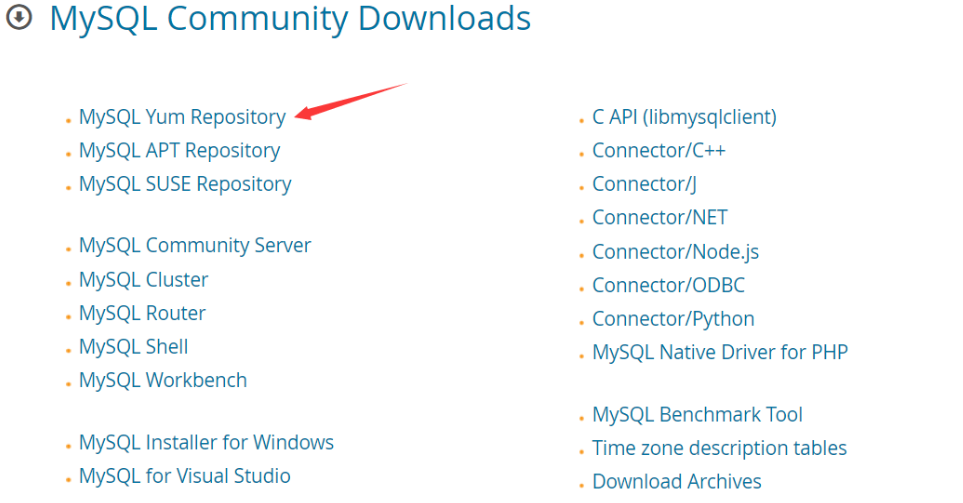 MySQL Community Downloads
MySQL Yum Repository
MySQL APT Repository
MySQL SUSE Repository
MySQL Community Server
MySQL Cluster
MySQL Router
MySQL Shell
MySQL Workbench
MySQL Installer for Windows
MySQL for Visual Studio
C API (libmysqlclient)
Connector/C++
Connector/J
Connector/NET
Connector/Node.js
Connector/ODBC
Connector/Python
MySQL Native Driver for PHP
MySQL Benchmark Tool
Time zone description tables
Download Archives